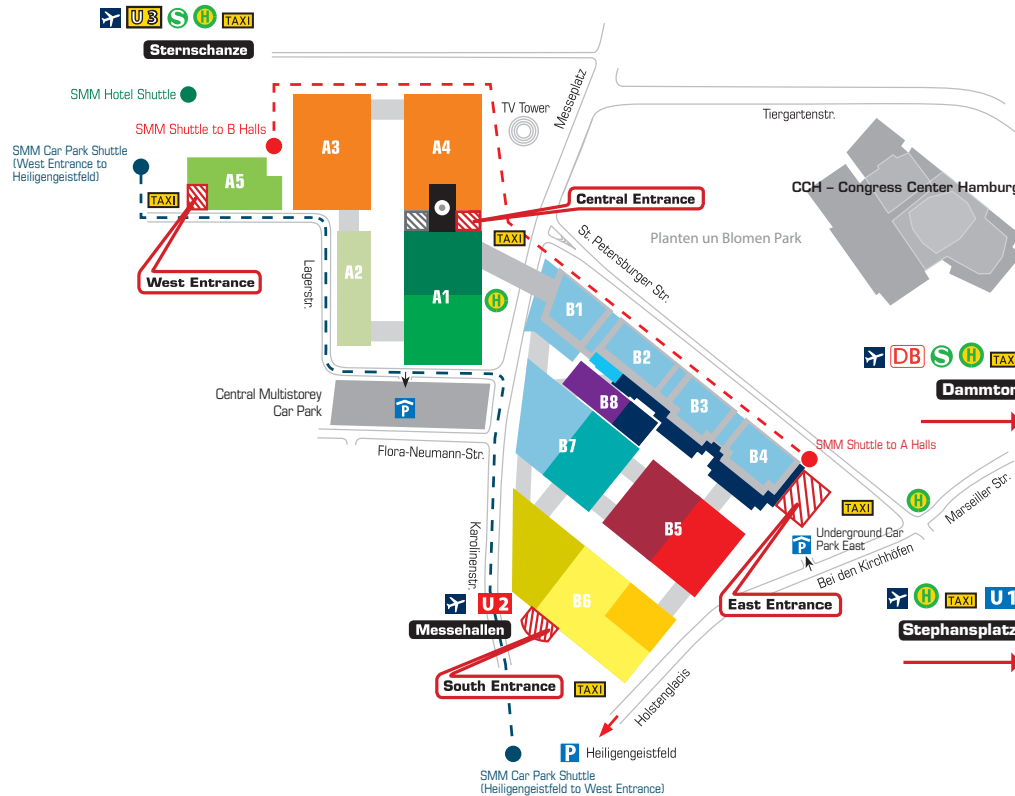 U3 S H TAXI
Sternschanze
SMM Hotel Shuttle
SMM Shuttle to B Halls
SMM Car Park Shuttle
(West Entrance to
Heiligengeistfeld)
TAXI
A5
A3
A4
TV Tower
Messeplatz
Tiergartenstr.
CCH – Congress Center Hamburg
Central Entrance
TAXI
St. Petersburger Str.
Planten un Blomen Park
West Entrance
Lagerstr.
A2
A1
H
B1
B2
B3
B4
B8
B7
B5
B6
DB S H TAXI
Dammtor
Central Multistorey
Car Park
P
Flora-Neumann-Str.
SMM Shuttle to A Halls
Marseiller Str.
H
TAXI
Underground Car
Park East
P
Bei den Kirchhöfen
Karolinenstr.
U2
Messehallen
East Entrance
H TAXI U1
Stephansplatz
South Entrance
TAXI
Holstenglacis
P Heiligengeistfeld
SMM Car Park Shuttle
(Heiligengeistfeld to West Entrance)